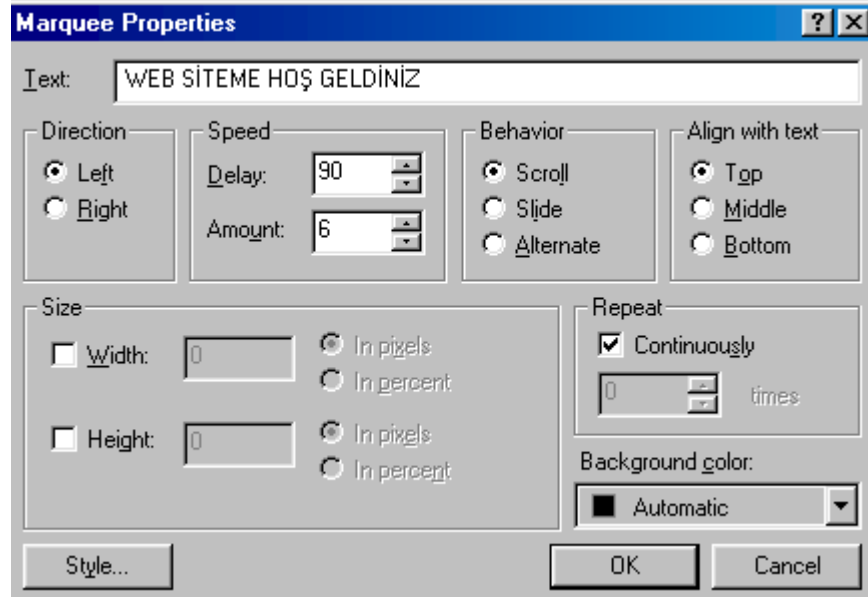 Marquee Properties
Text: WEB SİTEME HOŞ GELDİNİZ
Direction
Left
Right
Speed
Delay: 90
Amount: 6
Behavior
Scroll
Slide
Alternate
Align with text
Top
Middle
Bottom
Size
Width: 0
In pixels
In percent
Height: 0
In pixels
In percent
Repeat
Continuously
0 times
Background color:
Automatic
Style...
OK
Cancel